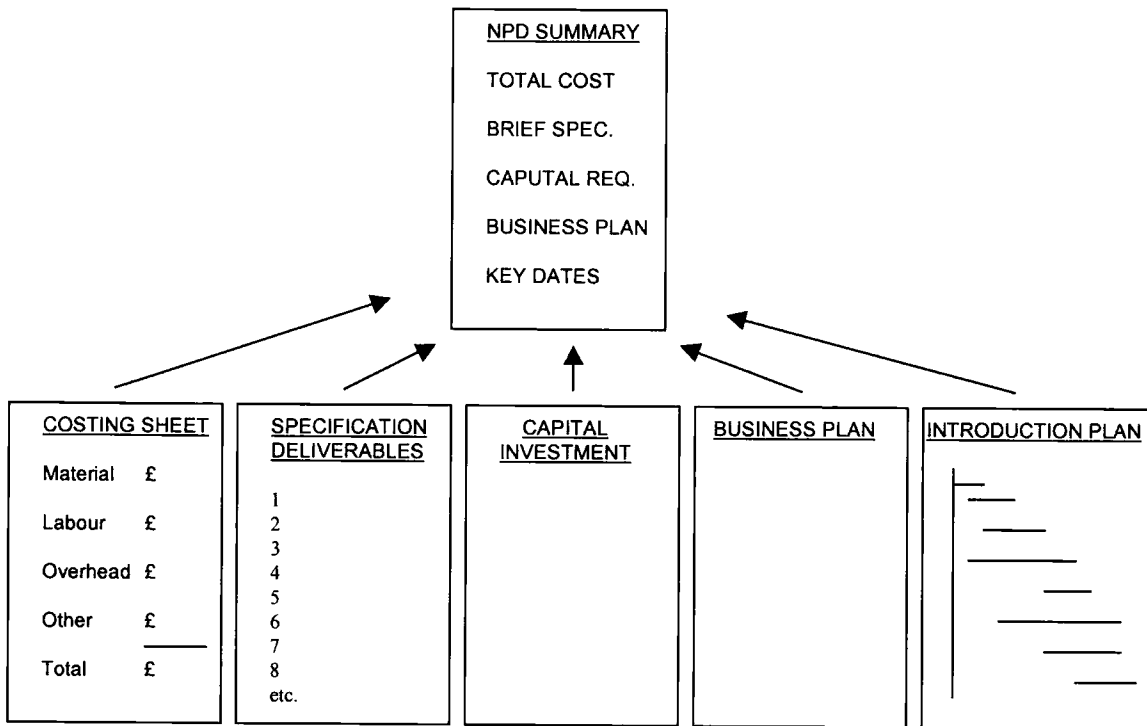 NPD SUMMARY
TOTAL COST
BRIEF SPEC.
CAPUTAL REQ.
BUSINESS PLAN
KEY DATES
COSTING SHEET
Material £
Labour £
Overhead £
Other £
Total £
SPECIFICATION
DELIVERABLES
1
2
3
4
5
6
7
8
etc.
CAPITAL
INVESTMENT
BUSINESS PLAN
INTRODUCTION PLAN